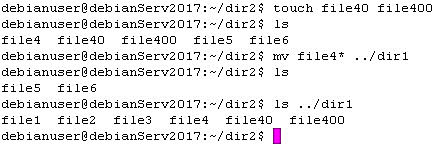 debianuser@debianServ2017:~/dir2$ touch file40 file400
debianuser@debianServ2017:~/dir2$ ls
file4  file40  file400  file5  file6
debianuser@debianServ2017:~/dir2$ mv file4* ../dir1
debianuser@debianServ2017:~/dir2$ ls
file5  file6
debianuser@debianServ2017:~/dir2$ ls ../dir1
file1  file2  file3  file4  file40  file400
debianuser@debianServ2017:~/dir2$